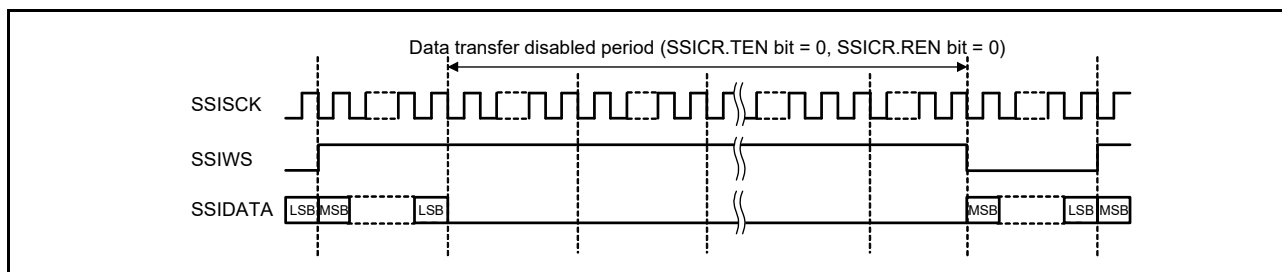 Data transfer disabled period (SSICR.TEN bit = 0, SSICR.REN bit = 0)
SSISCK
SSIWS
SSIDATA LSB MSB LSB MSB LSB MSB